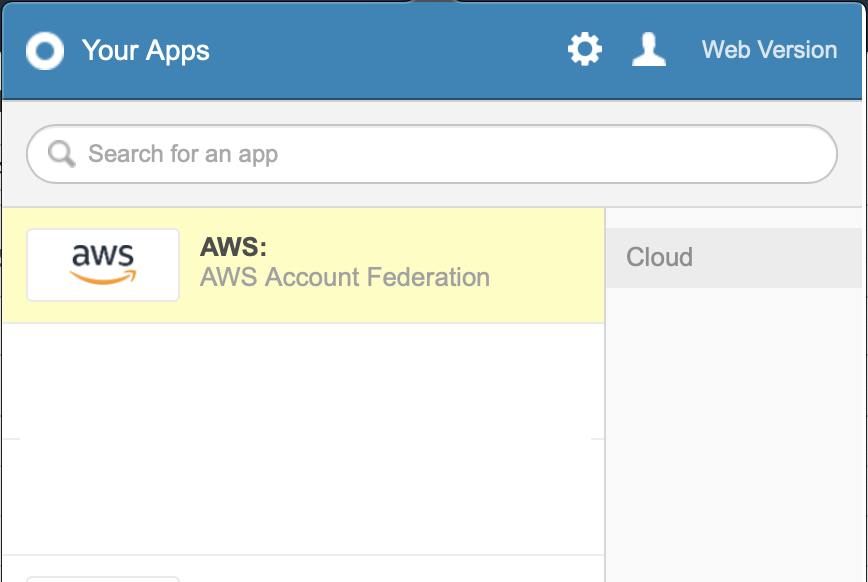 Your Apps
Web Version
Search for an app
aws
AWS:
AWS Account Federation
Cloud